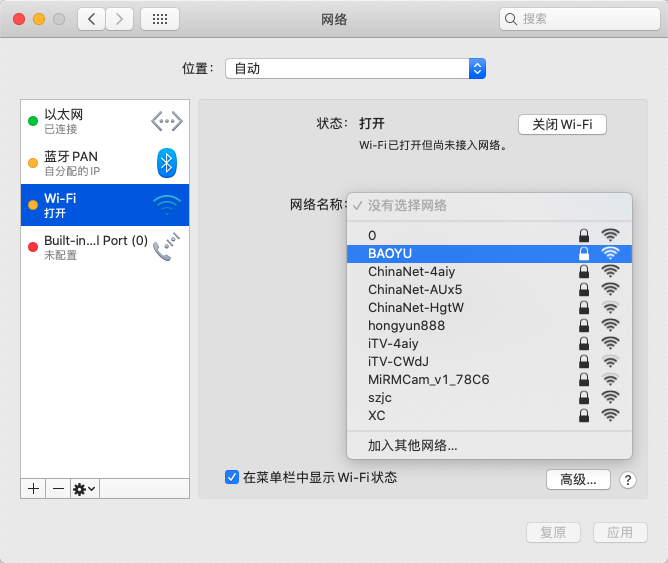 网络
搜索
位置：
自动
以太网
已连接
蓝牙 PAN
自分配的 IP
Wi-Fi
打开
Built-in...l Port (0)
未配置
状态：
打开
关闭 Wi-Fi
Wi-Fi已打开但尚未接入网络。
网络名称：
没有选择网络
0
BAOYU
ChinaNet-4aiy
ChinaNet-AUx5
ChinaNet-HgtW
hongyun888
iTV-4aiy
iTV-CWdJ
MiRMCam_v1_78C6
szjc
XC
加入其他网络...
在菜单栏中显示 Wi-Fi 状态
高级...
?
复原
应用